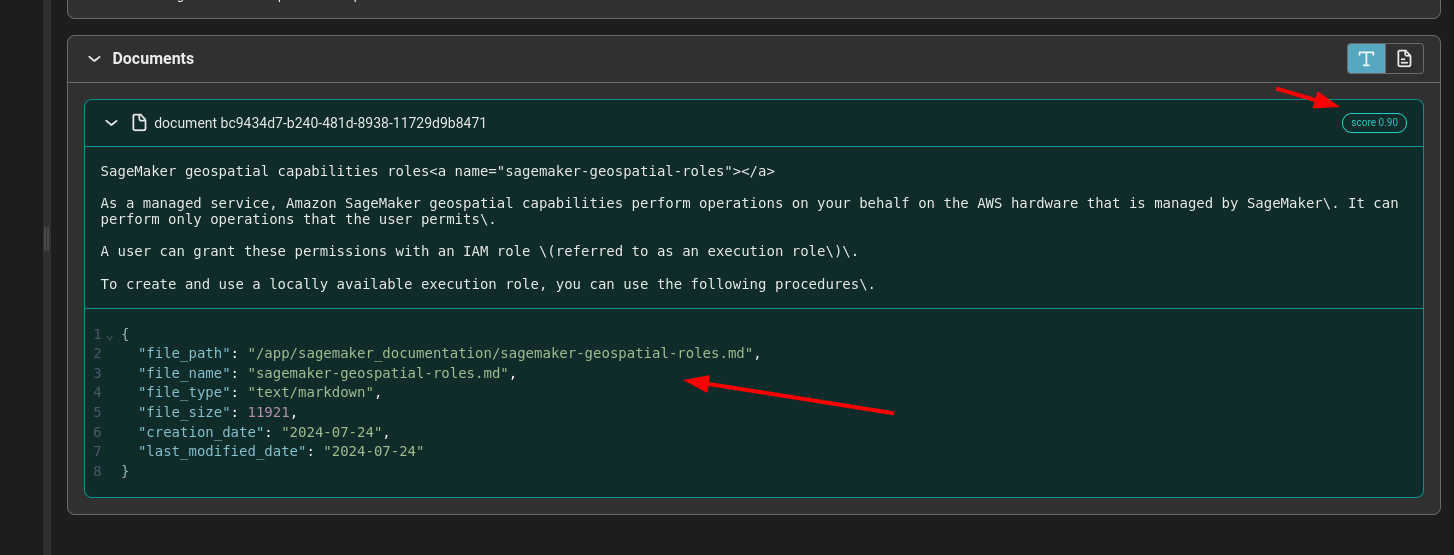 Documents
document bc9434d7-b240-481d-8938-11729d9b8471
score 0.90
SageMaker geospatial capabilities roles<a name="sagemaker-geospatial-roles"></a>
As a managed service, Amazon SageMaker geospatial capabilities perform operations on your behalf on the AWS hardware that is managed by SageMaker\. It can
perform only operations that the user permits\.
A user can grant these permissions with an IAM role \(referred to as an execution role\)\.
To create and use a locally available execution role, you can use the following procedures\.
1 {
2 "file_path": "/app/sagemaker_documentation/sagemaker-geospatial-roles.md",
3 "file_name": "sagemaker-geospatial-roles.md",
4 "file_type": "text/markdown",
5 "file_size": 11921,
6 "creation_date": "2024-07-24",
7 "last_modified_date": "2024-07-24"
8 }